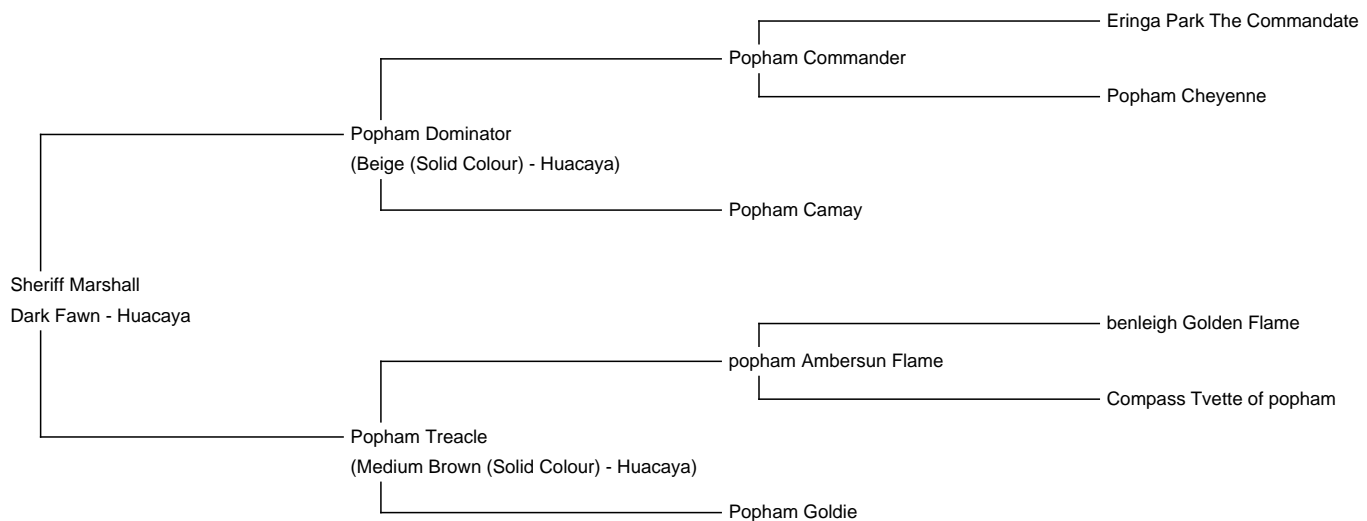 Eringa Park The Commandate
Popham Commander
Popham Cheyenne
Popham Dominator
(Beige (Solid Colour) - Huacaya)
Popham Camay
Sheriff Marshall
Dark Fawn - Huacaya
benleigh Golden Flame
popham Ambersun Flame
Compass Tvette of popham
Popham Treacle
(Medium Brown (Solid Colour) - Huacaya)
Popham Goldie